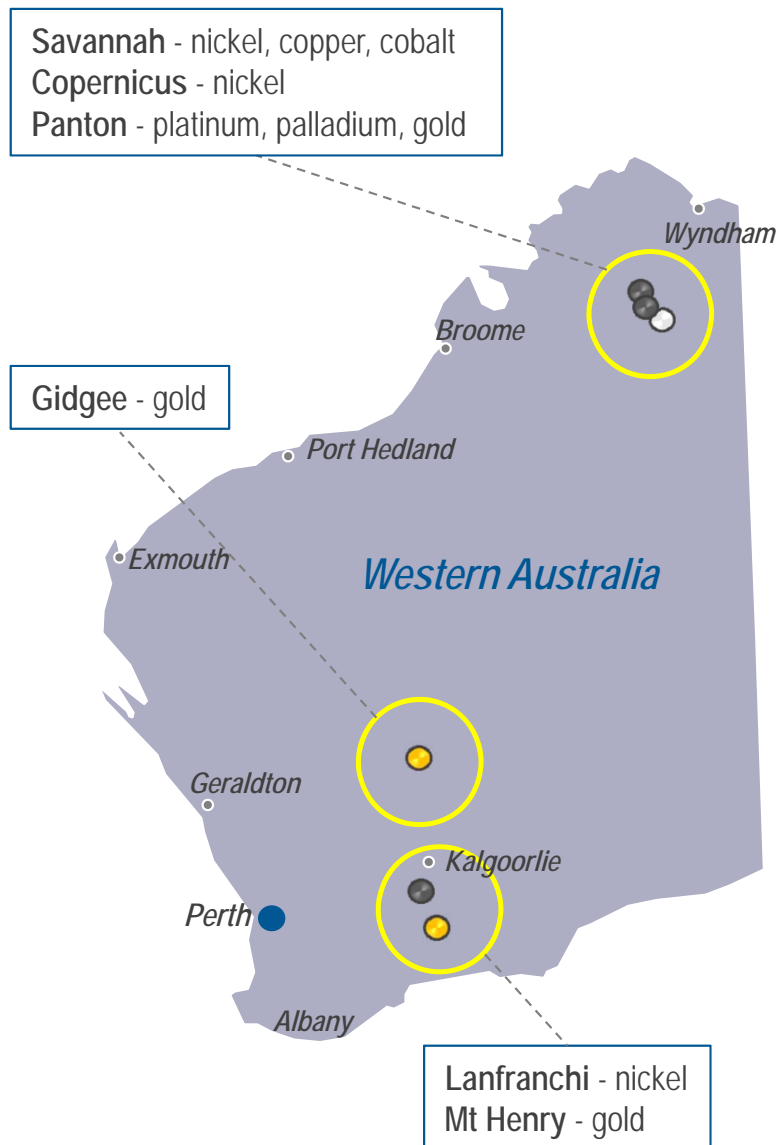 Savannah - nickel, copper, cobalt
Copernicus - nickel
Panton - platinum, palladium, gold
Wyndham
Broome
Gidgee - gold
Port Hedland
Exmouth
Western Australia
Geraldton
Kalgoorlie
Perth
Albany
Lanfranchi - nickel
Mt Henry - gold